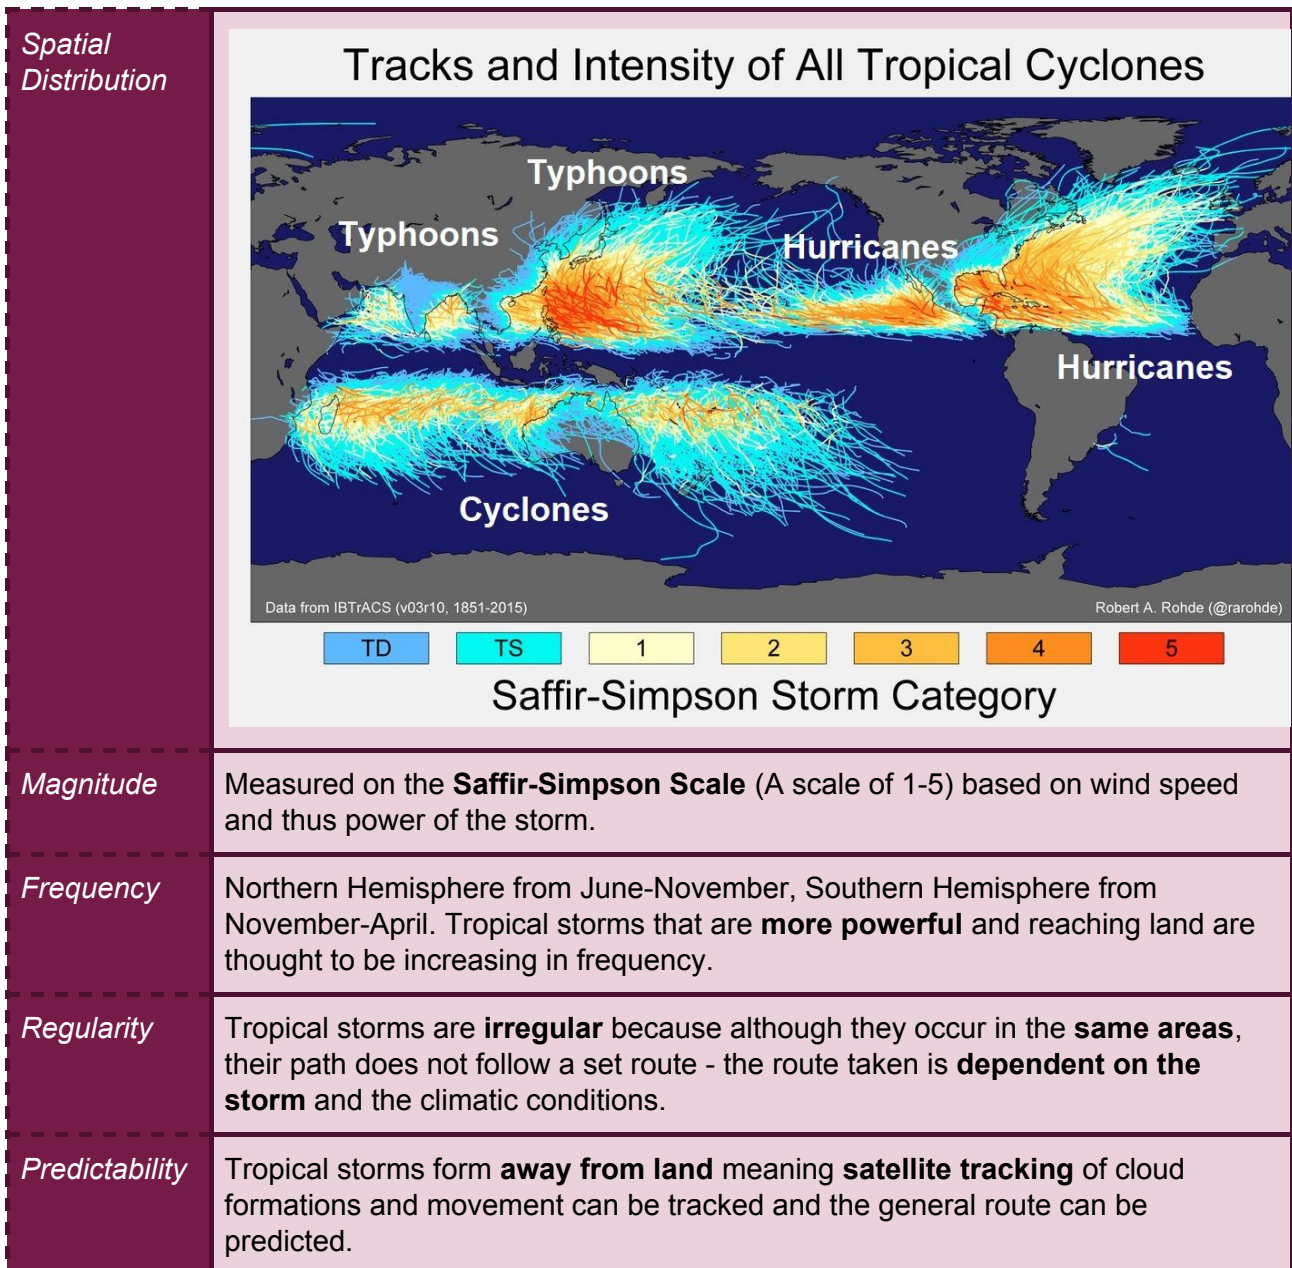 Spatial
Distribution
Tracks and Intensity of All Tropical Cyclones
Typhoons
Typhoons
Hurricanes
Hurricanes
Cyclones
Data from IBTrACS (v03r10, 1851-2015)
Robert A. Rohde (@rarohde)
TD TS 1 2 3 4 5
Saffir-Simpson Storm Category
Magnitude
Measured on the Saffir-Simpson Scale (A scale of 1-5) based on wind speed
and thus power of the storm.
Frequency
Northern Hemisphere from June-November, Southern Hemisphere from
November-April. Tropical storms that are more powerful and reaching land are
thought to be increasing in frequency.
Regularity
Tropical storms are irregular because although they occur in the same areas,
their path does not follow a set route - the route taken is dependent on the
storm and the climatic conditions.
Predictability
Tropical storms form away from land meaning satellite tracking of cloud
formations and movement can be tracked and the general route can be
predicted.